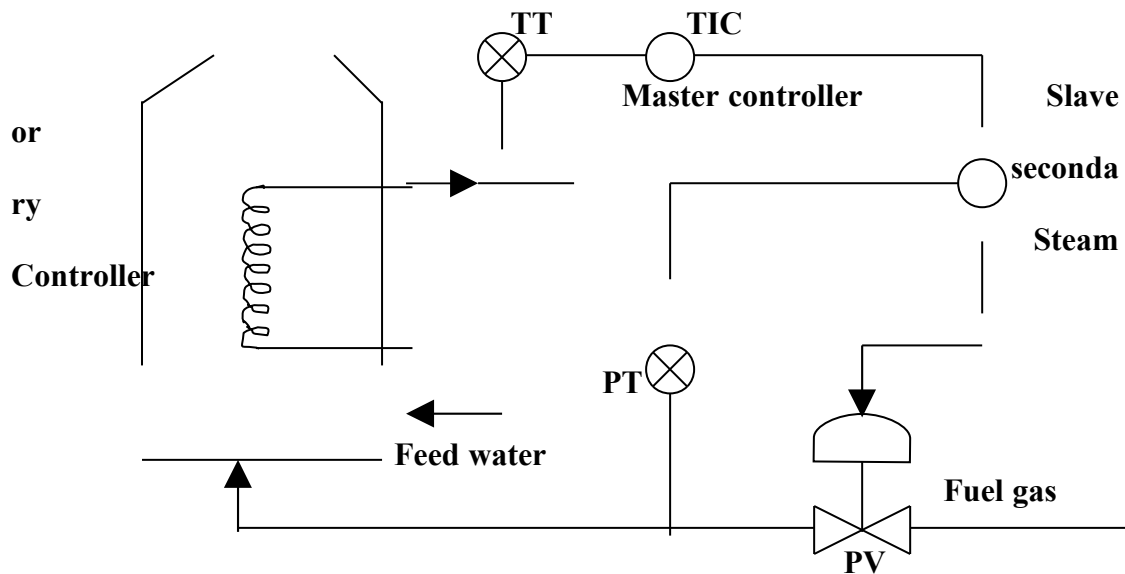 TT
TIC
Master controller
Slave
or
seconda
ry
Steam
Controller
PT
Feed water
Fuel gas
PV